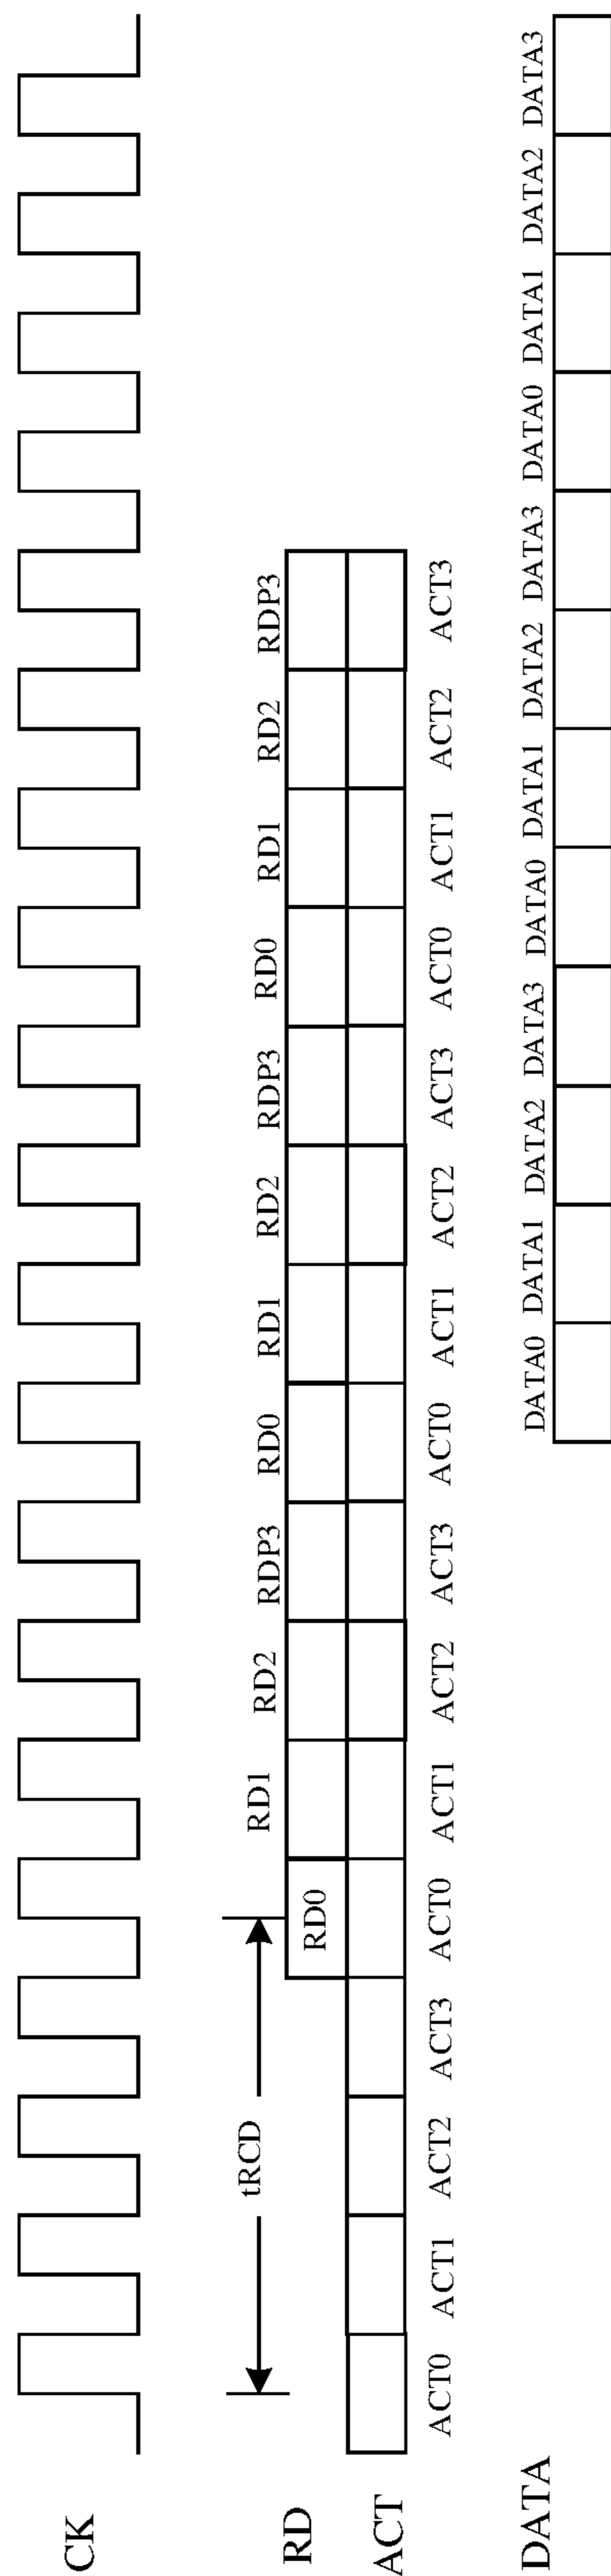 CK
tRCD
RD
RD0 RD1 RD2 RDP3 RD0 RD1 RD2 RDP3 RD0 RD1 RD2 RDP3
ACT
ACT0 ACT1 ACT2 ACT3 ACT0 ACT1 ACT2 ACT3 ACT0 ACT1 ACT2 ACT3 ACT0 ACT1 ACT2 ACT3
DATA
DATA0 DATA1 DATA2 DATA3 DATA0 DATA1 DATA2 DATA3 DATA0 DATA1 DATA2 DATA3